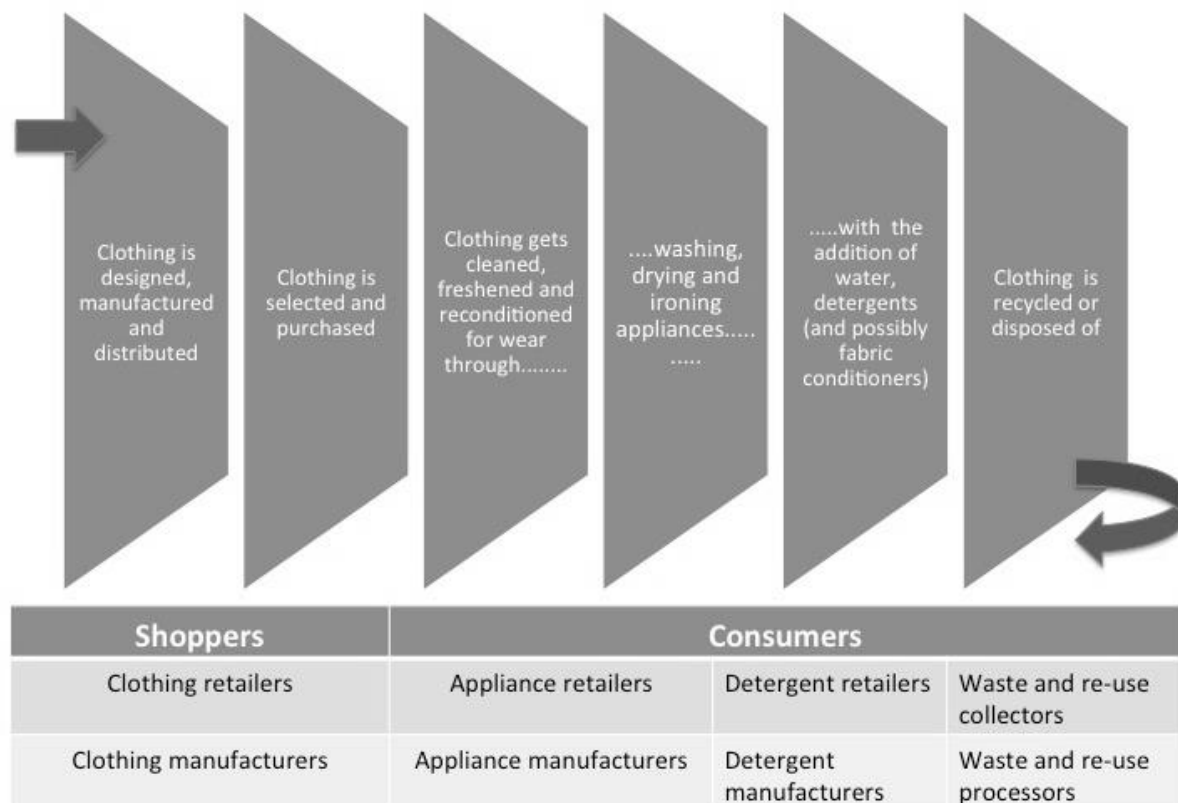 Clothing is
designed,
manufactured
and
distributed
Clothing is
selected and
purchased
Clothing gets
cleaned,
freshened and
reconditioned
for wear
through........
....washing,
drying and
ironing
appliances.....
.....
.....with the
addition of
water,
detergents
(and possibly
fabric
conditioners)
Clothing is
recycled or
disposed of
Shoppers
Consumers
Clothing retailers
Appliance retailers
Detergent retailers
Waste and re-use
collectors
Clothing manufacturers
Appliance manufacturers
Detergent
manufacturers
Waste and re-use
processors